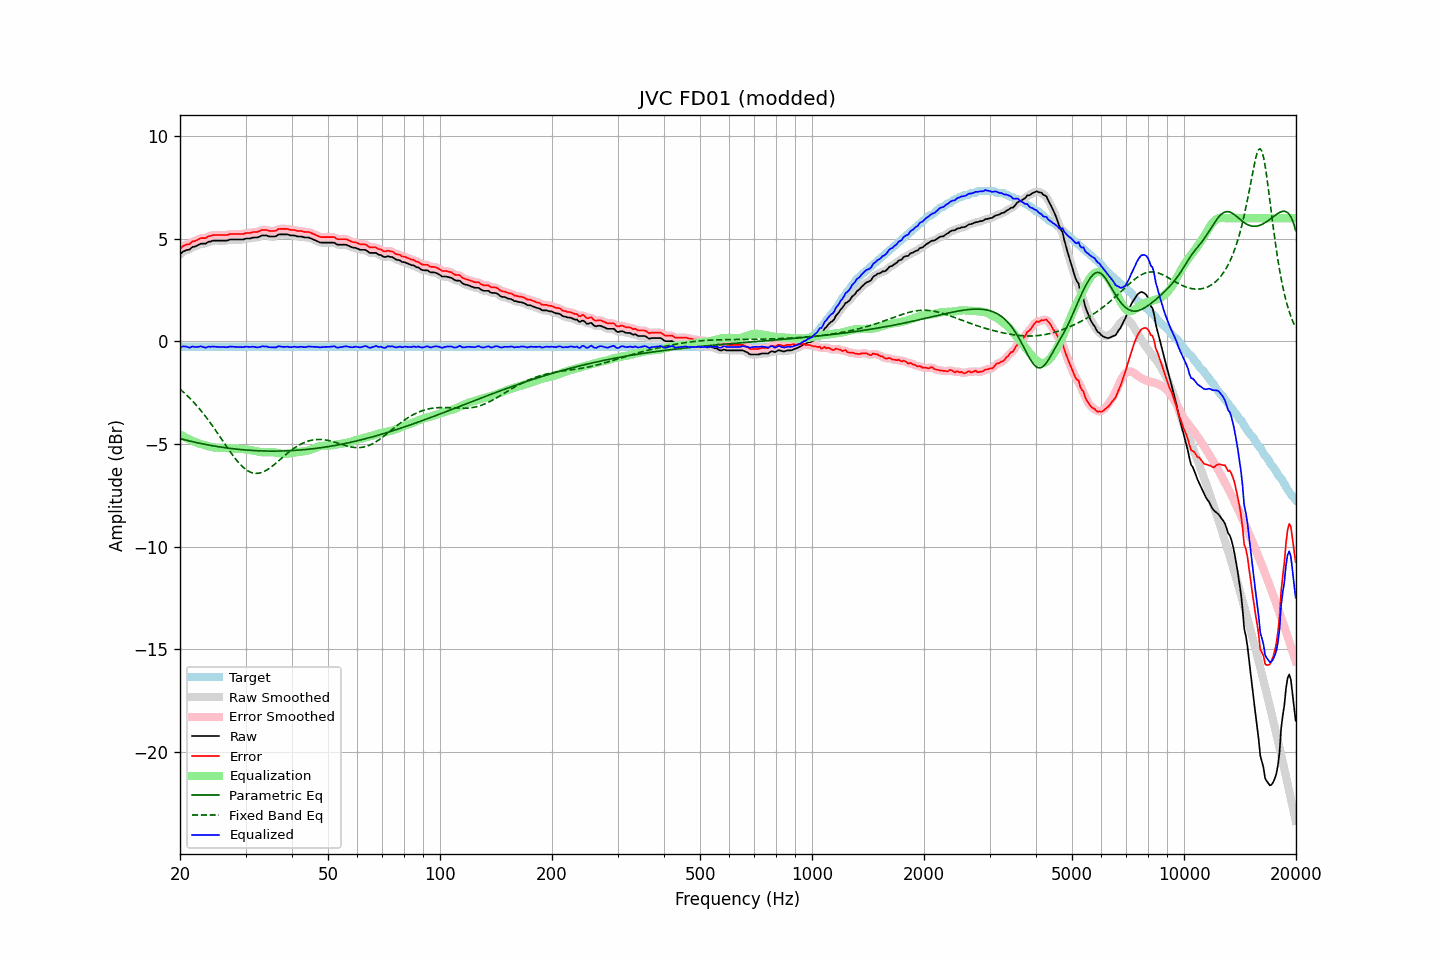 JVC FD01 (modded)
10
5
0
−5
−10
−15
−20
Amplitude (dBr)
Target
Raw Smoothed
Error Smoothed
Raw
Error
Equalization
Parametric Eq
Fixed Band Eq
Equalized
20 50 100 200 500 1000 2000 5000 10000 20000
Frequency (Hz)